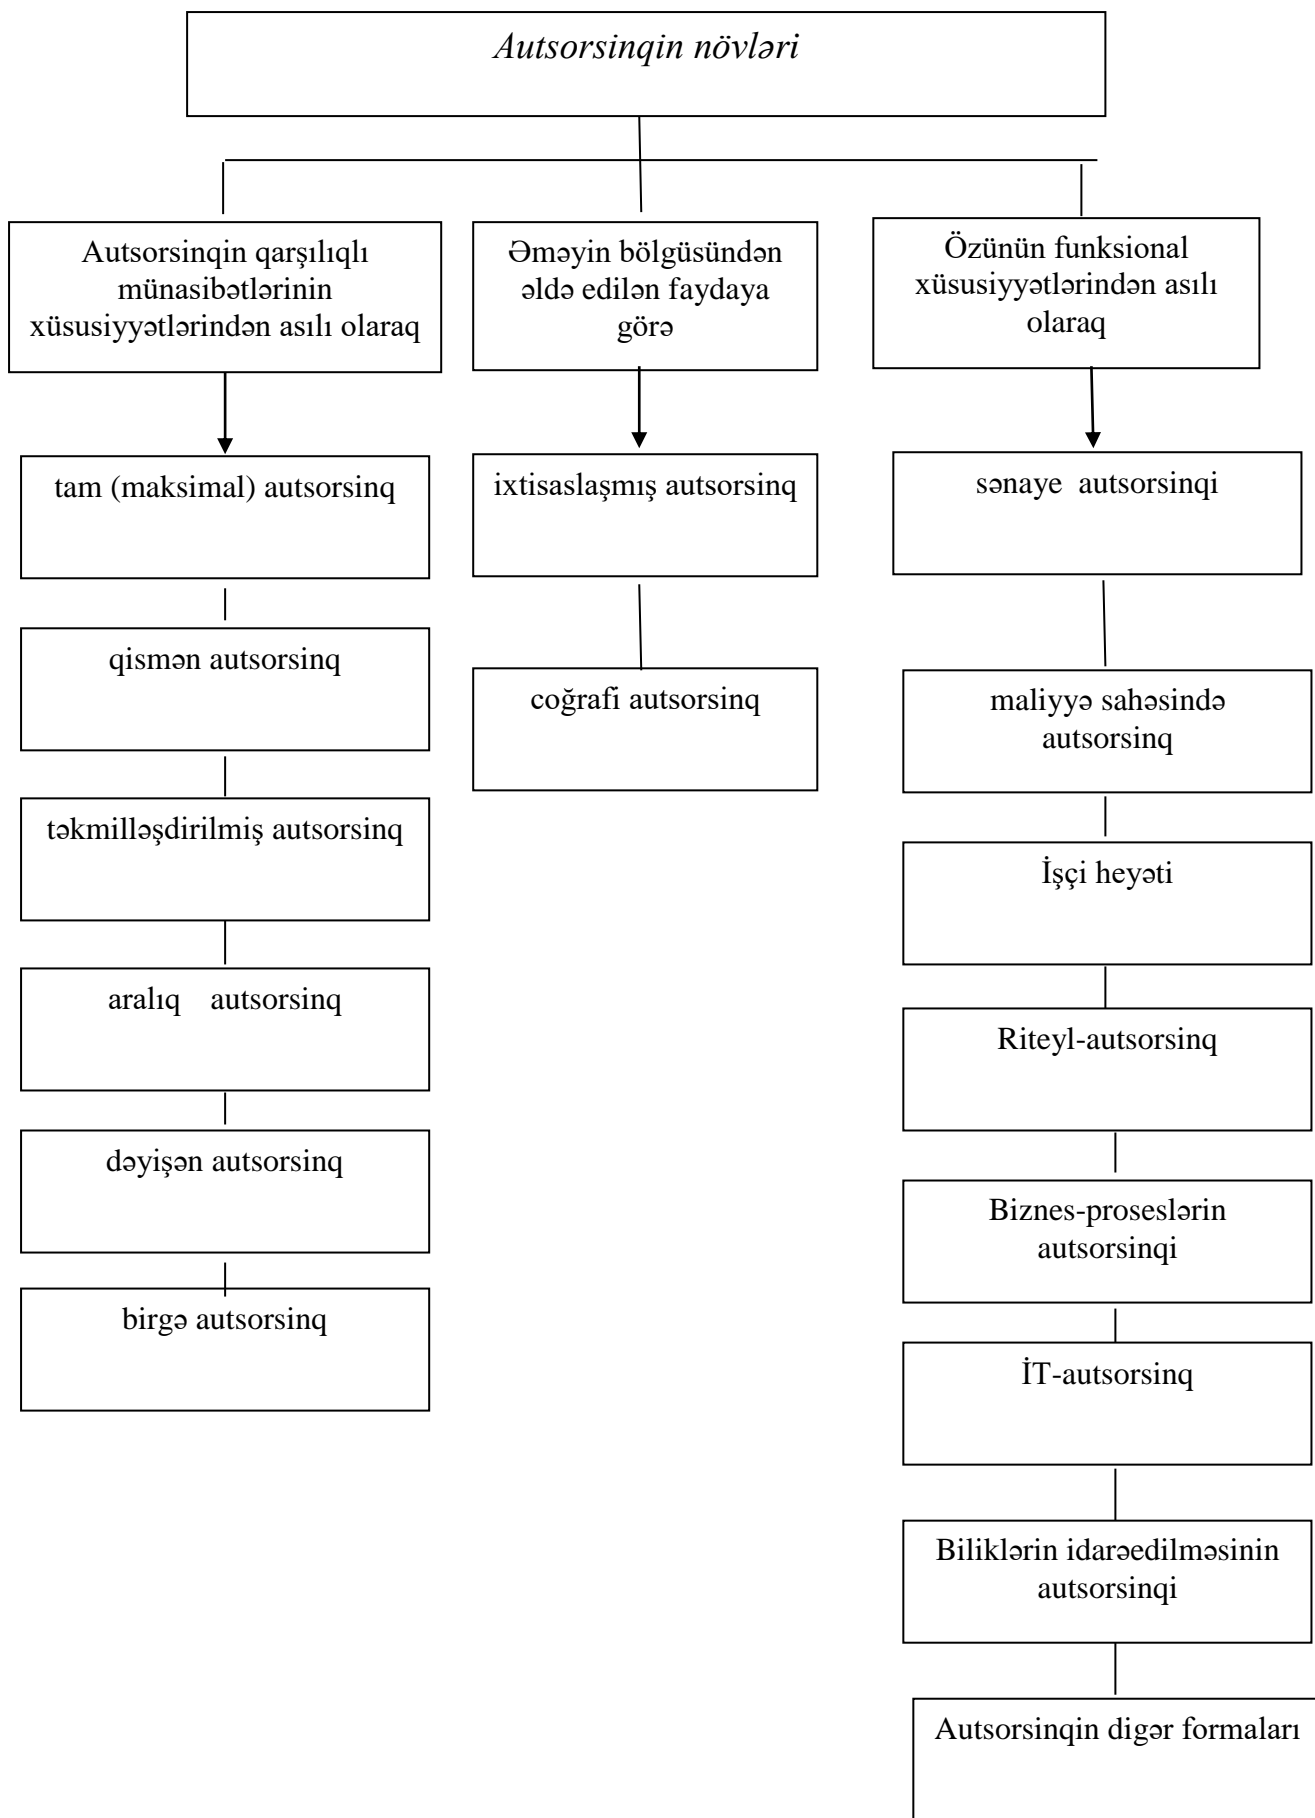 Autsorsinqin növləri
Autsorsinqin qarşılıqlı
münasibətlərinin
xüsusiyyətlərindən asılı olaraq
tam (maksimal) autsorsinq
qismən autsorsinq
təkmilləşdirilmiş autsorsinq
aralıq autsorsinq
dəyişən autsorsinq
birgə autsorsinq
Əməyin bölgüsündən
əldə edilən faydaya
görə
ixtisaslaşmış autsorsinq
coğrafi autsorsinq
Özünün funksional
xüsusiyyətlərindən asılı
olaraq
sənaye autsorsinqi
maliyyə sahəsində
autsorsinq
İşçi heyəti
Riteyl-autsorsinq
Biznes-proseslərin
autsorsinqi
İT-autsorsinq
Biliklərin idarəedilməsinin
autsorsinqi
Autsorsinqin digər formaları